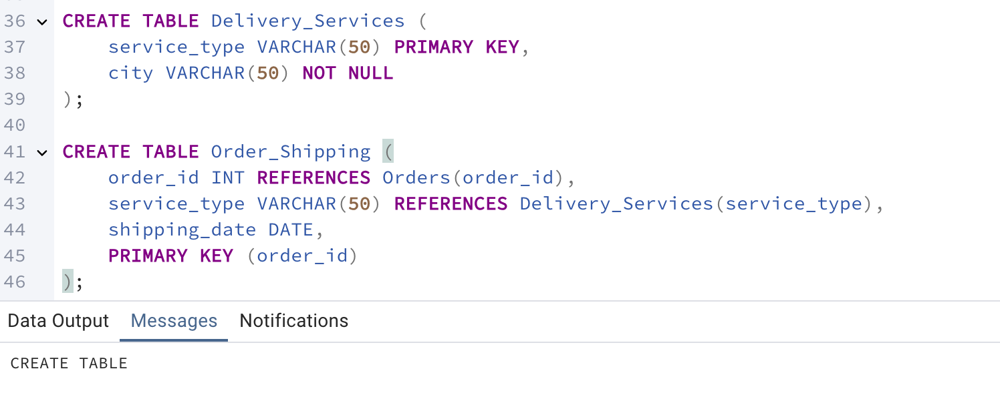 36 CREATE TABLE Delivery_Services (
37 service_type VARCHAR(50) PRIMARY KEY,
38 city VARCHAR(50) NOT NULL
39 );
40
41 CREATE TABLE Order_Shipping (
42 order_id INT REFERENCES Orders(order_id),
43 service_type VARCHAR(50) REFERENCES Delivery_Services(service_type),
44 shipping_date DATE,
45 PRIMARY KEY (order_id)
46 );
Data Output Messages Notifications
CREATE TABLE